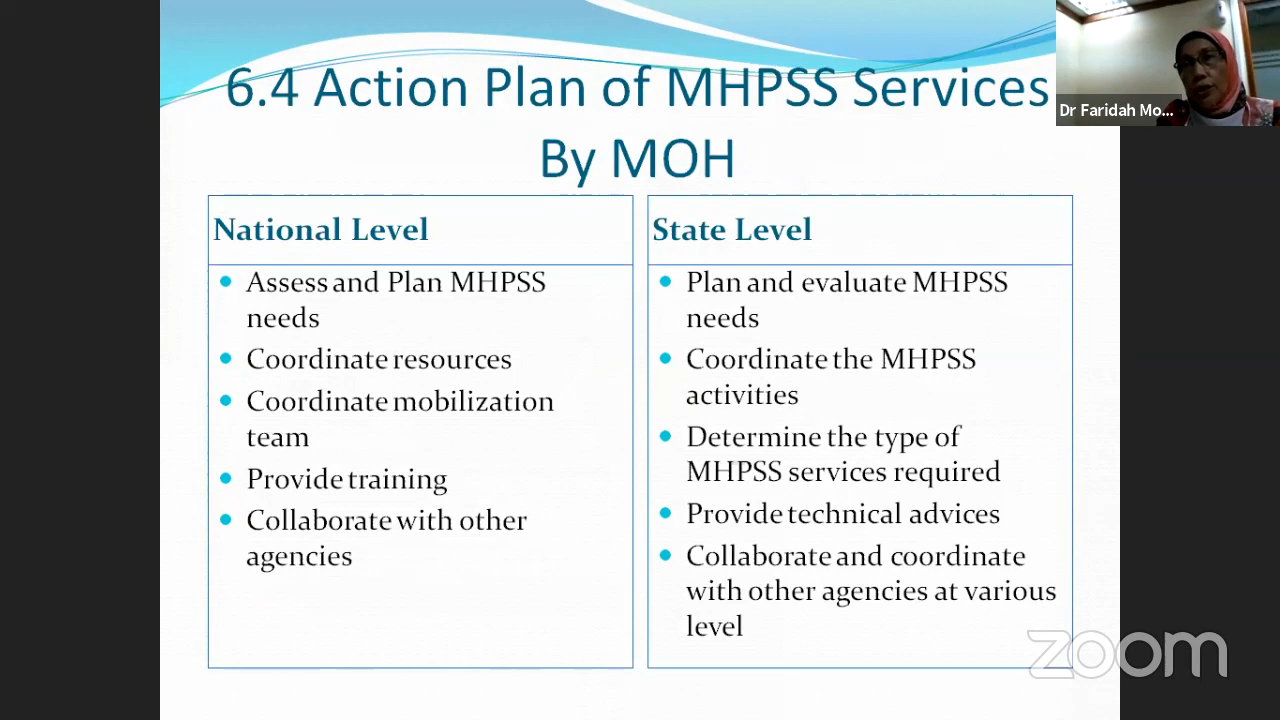 6.4 Action Plan of MHPSS Services
By MOH
Dr Faridah Mo...
National Level
Assess and Plan MHPSS
needs
Coordinate resources
Coordinate mobilization
team
Provide training
Collaborate with other
agencies
State Level
Plan and evaluate MHPSS
needs
Coordinate the MHPSS
activities
Determine the type of
MHPSS services required
Provide technical advices
Collaborate and coordinate
with other agencies at various
level
zoom